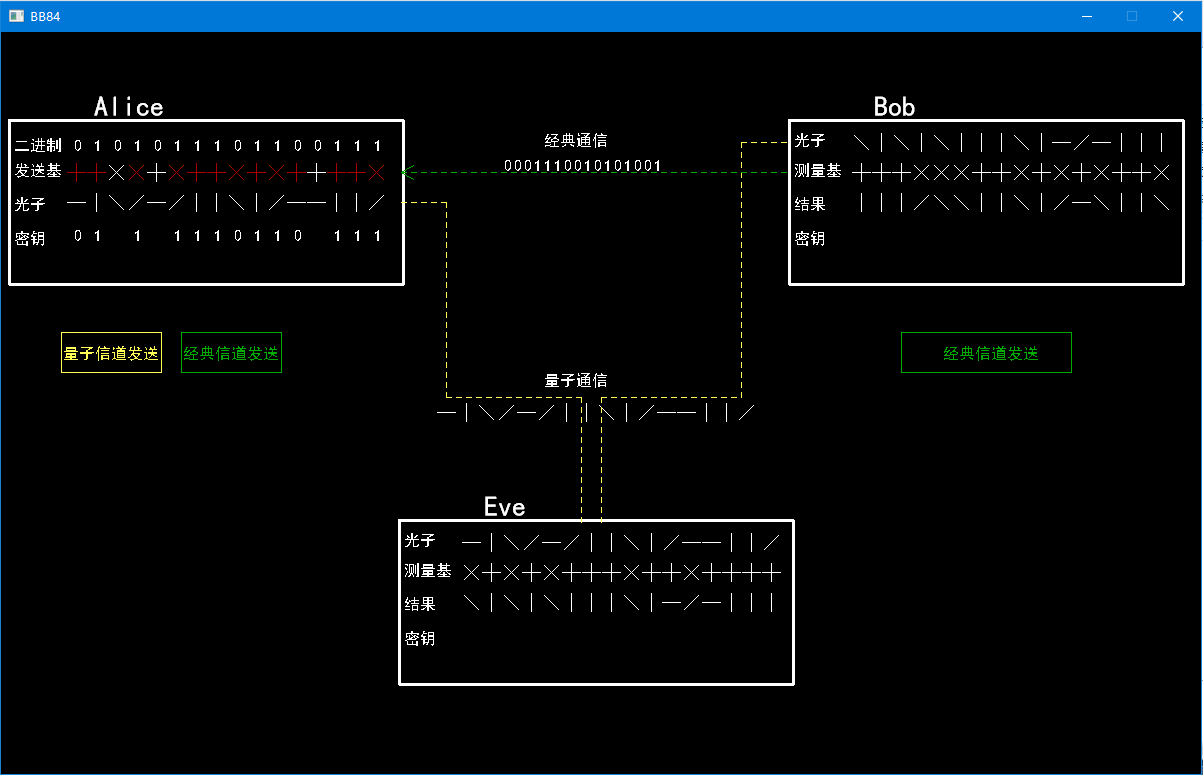 BB84
Alice
二进制 0 1 0 1 0 1 1 1 0 1 1 0 0 1 1 1
发送基
光子
密钥 0 1 1 1 1 1 0 1 1 0 1 1 1
量子信道发送
经典信道发送
经典通信
0001110010101001
Bob
光子
测量基
结果
密钥
经典信道发送
量子通信
Eve
光子
测量基
结果
密钥